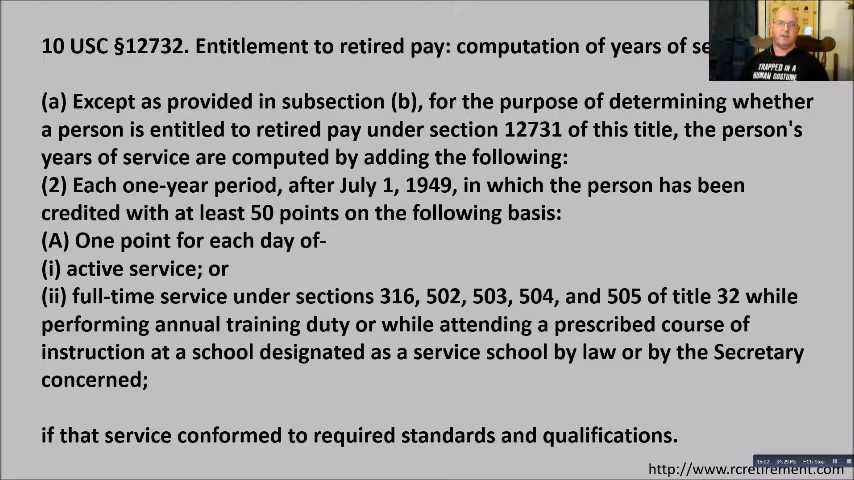 10 USC §12732. Entitlement to retired pay: computation of years of se
TRAPPED IN A
HUMAN COSTUME
(a) Except as provided in subsection (b), for the purpose of determining whether
a person is entitled to retired pay under section 12731 of this title, the person's
years of service are computed by adding the following:
(2) Each one-year period, after July 1, 1949, in which the person has been
credited with at least 50 points on the following basis:
(A) One point for each day of-
(i) active service; or
(ii) full-time service under sections 316, 502, 503, 504, and 505 of title 32 while
performing annual training duty or while attending a prescribed course of
instruction at a school designated as a service school by law or by the Secretary
concerned;
if that service conformed to required standards and qualifications.
http://www.rcretirement.com